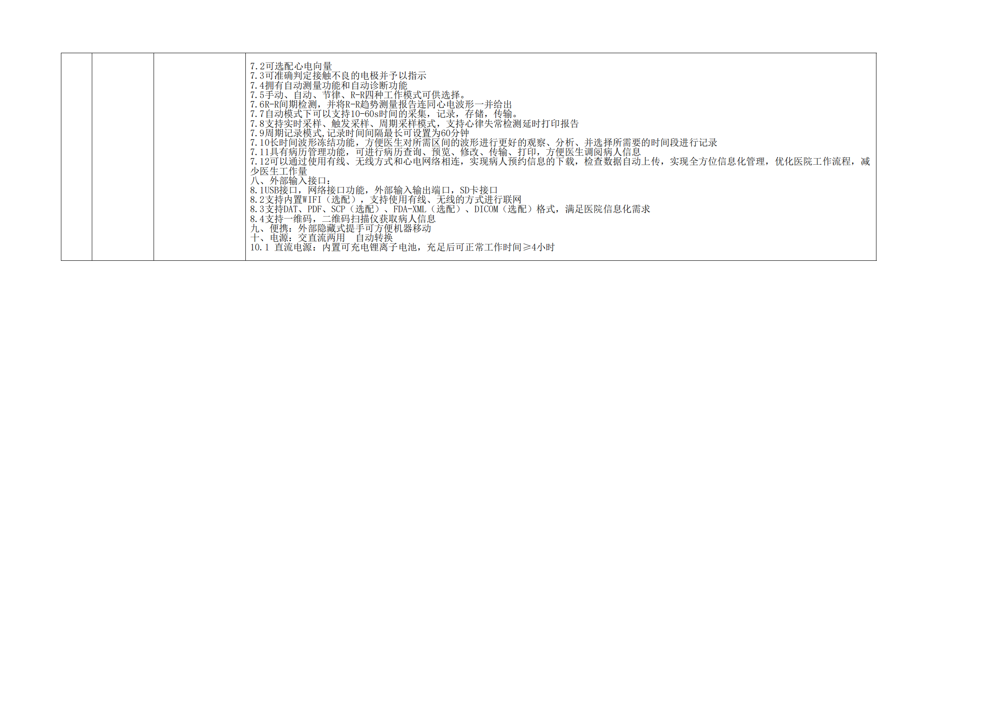 7.2可选配心电向量
7.3可准确判定接触不良的电极并予以指示
7.4拥有自动测量功能和自动诊断功能
7.5手动、自动、节律、R-R四种工作模式可供选择。
7.6R-R间期检测，并将R-R趋势测量报告连同心电波形一并给出
7.7自动模式下可以支持10-60s时间的采集，记录，存储，传输。
7.8支持实时采样、触发采样、周期采样模式，支持心律失常检测延时打印报告
7.9周期记录模式,记录时间间隔最长可设置为60分钟
7.10长时间波形冻结功能，方便医生对所需区间的波形进行更好的观察、分析、并选择所需要的时间段进行记录
7.11具有病历管理功能，可进行病历查询、预览、修改、传输、打印，方便医生调阅病人信息
7.12可以通过使用有线、无线方式和心电网络相连，实现病人预约信息的下载，检查数据自动上传，实现全方位信息化管理，优化医院工作流程，减
少医生工作量
八、外部输入接口：
8.1USB接口，网络接口功能，外部输入输出端口，SD卡接口
8.2支持内置WIFI（选配），支持使用有线、无线的方式进行联网
8.3支持DAT、PDF、SCP（选配）、FDA-XML（选配）、DICOM（选配）格式，满足医院信息化需求
8.4支持一维码，二维码扫描仪获取病人信息
九、便携：外部隐藏式提手可方便机器移动
十、电源：交直流两用　自动转换
10.1 直流电源：内置可充电锂离子电池，充足后可正常工作时间≥4小时